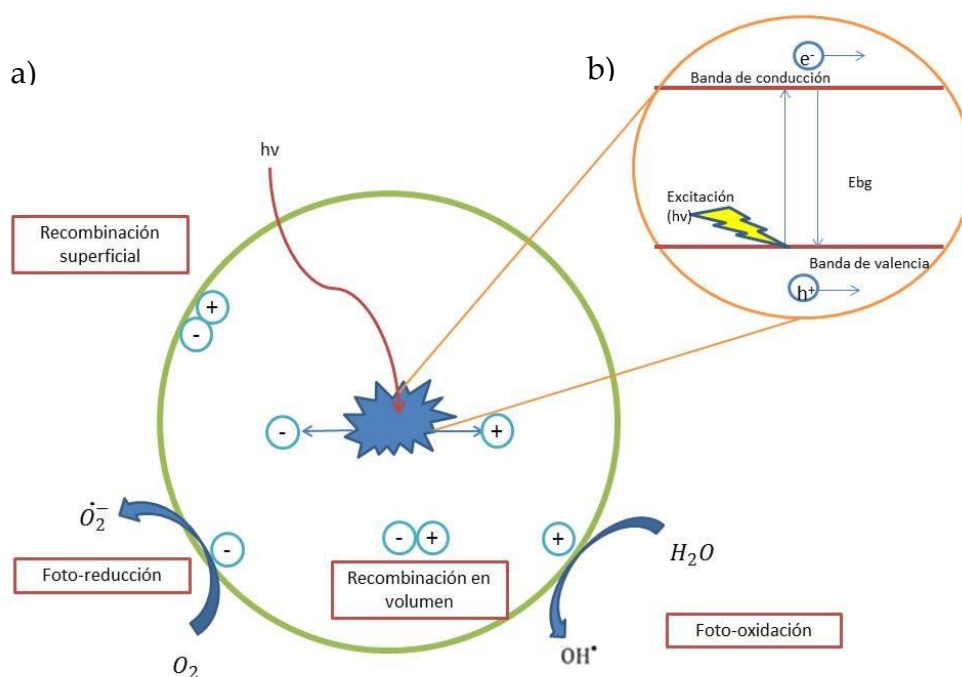 a)
hv
Recombinación
superficial
+
-
-
+
-
-
+
+
Recombinación en
volumen
Foto-reducción
Foto-oxidación
O₂˙⁻
O₂
H₂O
OH•
b)
e⁻
Banda de conducción
Ebg
Excitación
(hv)
Banda de valencia
h⁺